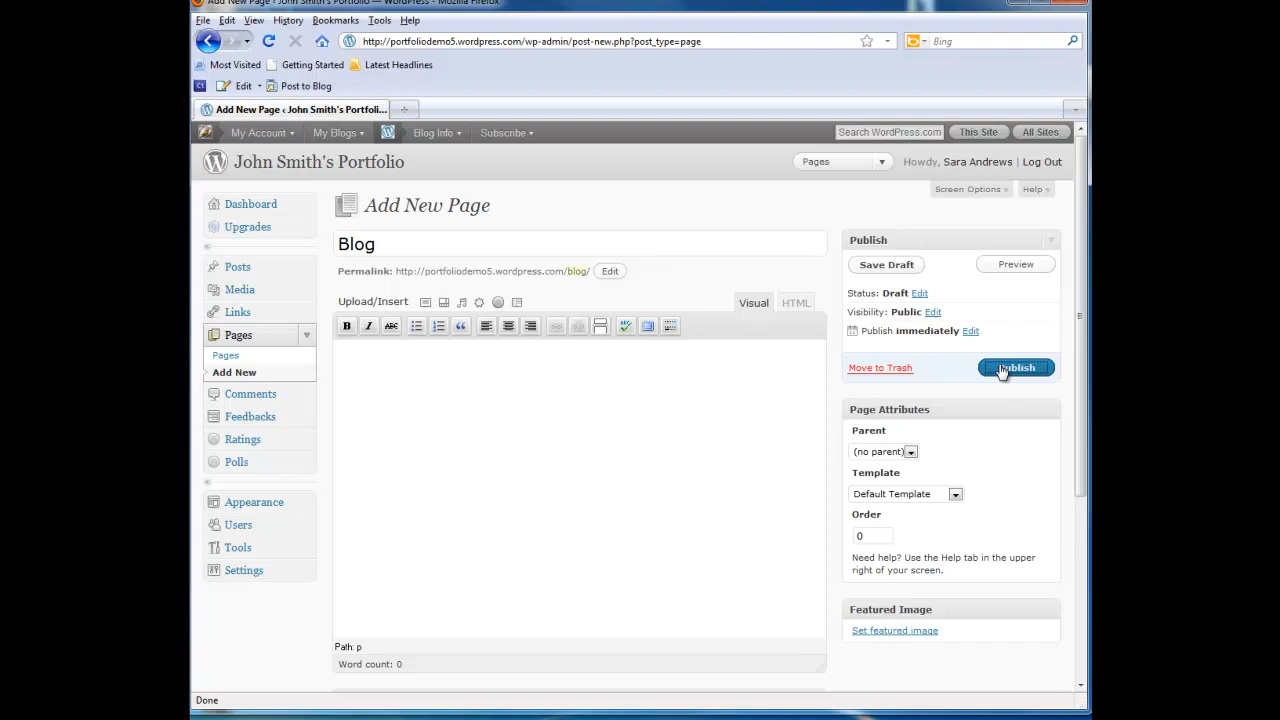 Add New Page ‹ John Smith's Portfolio — WordPress - Mozilla Firefox
File Edit View History Bookmarks Tools Help
http://portfoliodemo5.wordpress.com/wp-admin/post-new.php?post_type=page
Bing
Most Visited Getting Started Latest Headlines
Ct Edit Post to Blog
Add New Page ‹ John Smith's Portfoli...
My Account My Blogs Blog Info Subscribe Search WordPress.com This Site All Sites
John Smith's Portfolio Pages Howdy, Sara Andrews | Log Out
Screen Options Help
Add New Page
Dashboard
Upgrades
Posts
Media
Links
Pages
Pages
Add New
Comments
Feedbacks
Ratings
Polls
Appearance
Users
Tools
Settings
Blog
Permalink: http://portfoliodemo5.wordpress.com/blog/ Edit
Upload/Insert Visual HTML
B I ABC ABC
Path: p
Word count: 0
Publish
Save Draft Preview
Status: Draft Edit
Visibility: Public Edit
Publish immediately Edit
Move to Trash Publish
Page Attributes
Parent
(no parent)
Template
Default Template
Order
0
Need help? Use the Help tab in the upper
right of your screen.
Featured Image
Set featured image
Done